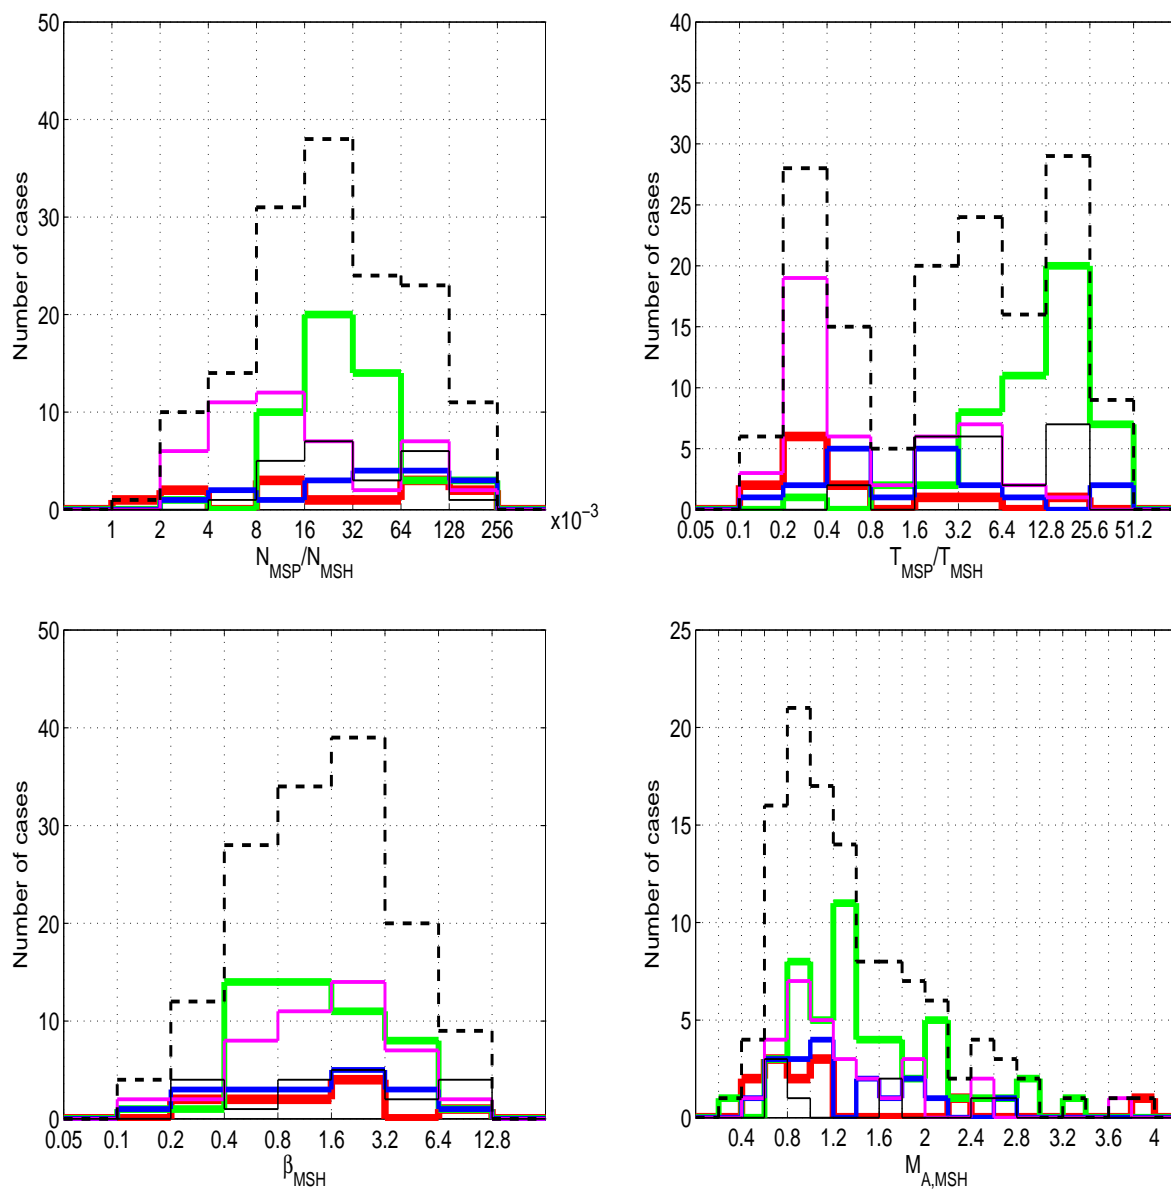 50
40
30
20
10
0
Number of cases
1 2 4 8 16 32 64 128 256
x10^-3
N_MSP/N_MSH
40
35
30
25
20
15
10
5
0
Number of cases
0.05 0.1 0.2 0.4 0.8 1.6 3.2 6.4 12.8 25.6 51.2
T_MSP/T_MSH
50
40
30
20
10
0
Number of cases
0.05 0.1 0.2 0.4 0.8 1.6 3.2 6.4 12.8
β_MSH
25
20
15
10
5
0
Number of cases
0.4 0.8 1.2 1.6 2 2.4 2.8 3.2 3.6 4
M_A,MSH